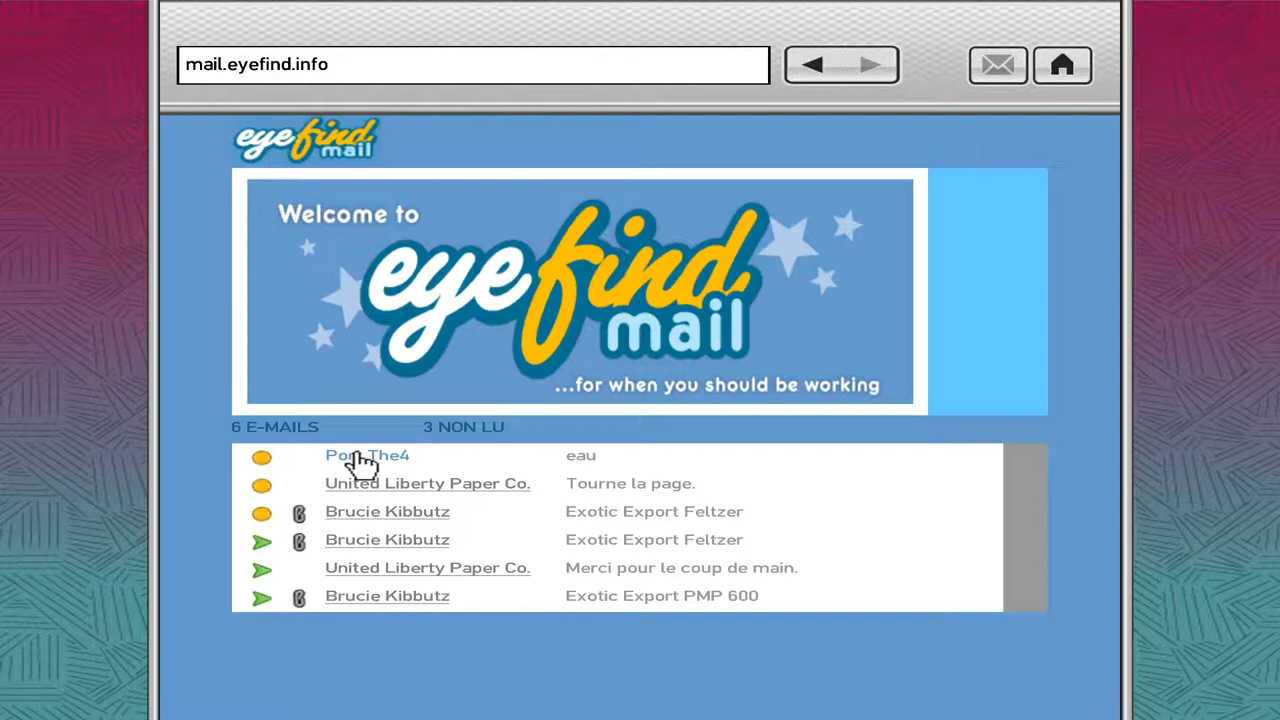 mail.eyefind.info
eyefind
mail
Welcome to
eyefind
mail
...for when you should be working
6 E-MAILS 3 NON LU
The4 eau
United Liberty Paper Co. Tourne la page.
Brucie Kibbutz Exotic Export Feltzer
Brucie Kibbutz Exotic Export Feltzer
United Liberty Paper Co. Merci pour le coup de main.
Brucie Kibbutz Exotic Export PMP 600